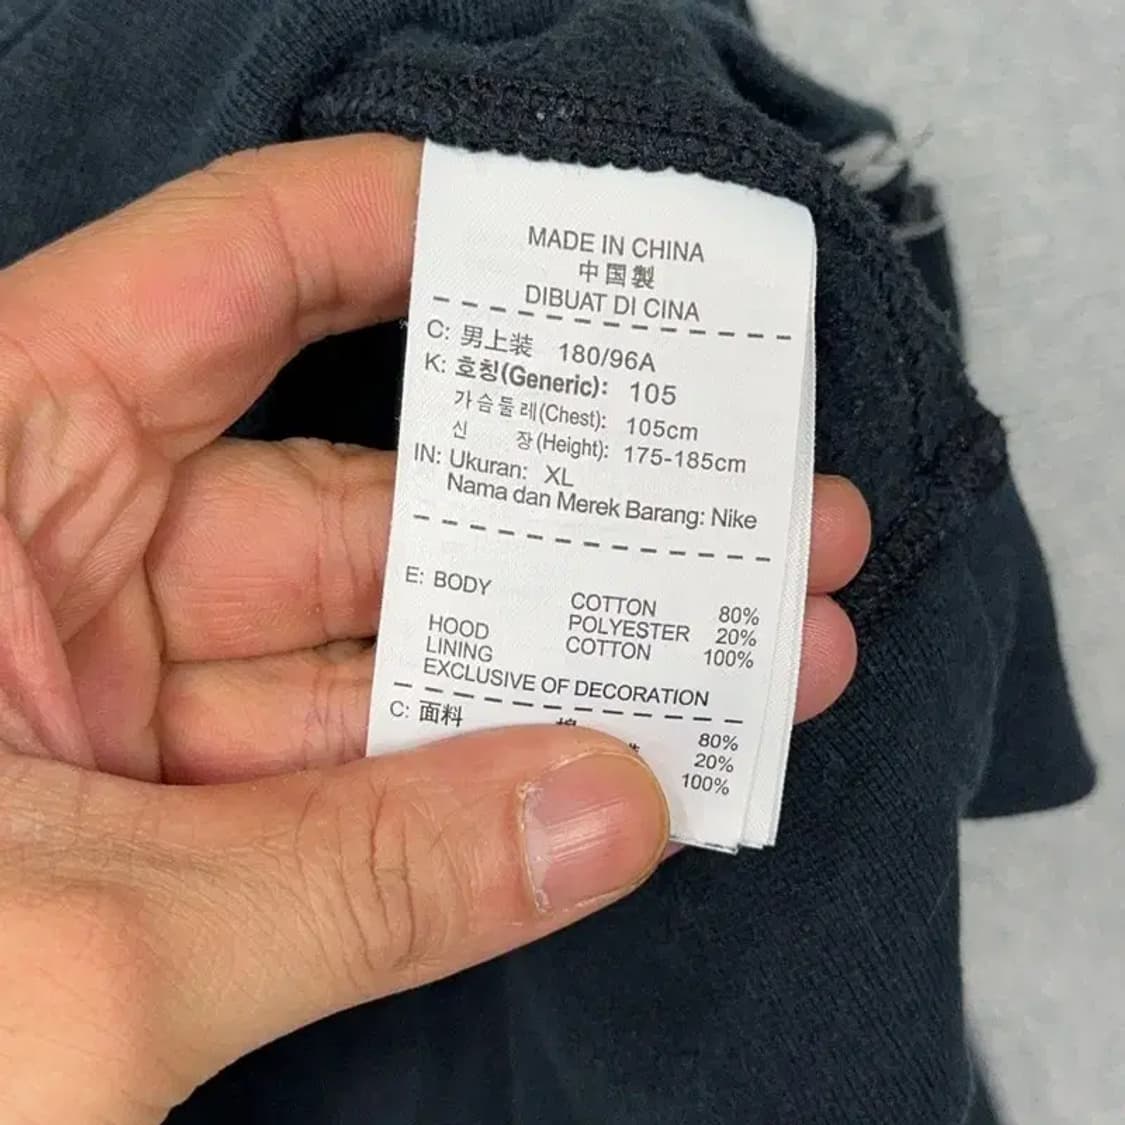 MADE IN CHINA
中国製
DIBUAT DI CINA
C: 男上装 180/96A
K: 호칭(Generic): 105
가슴둘레(Chest): 105cm
신 장(Height): 175-185cm
IN: Ukuran: XL
Nama dan Merek Barang: Nike
E: BODY COTTON 80%
POLYESTER 20%
HOOD COTTON 100%
LINING
EXCLUSIVE OF DECORATION
C: 面料 棉 80%
20%
100%